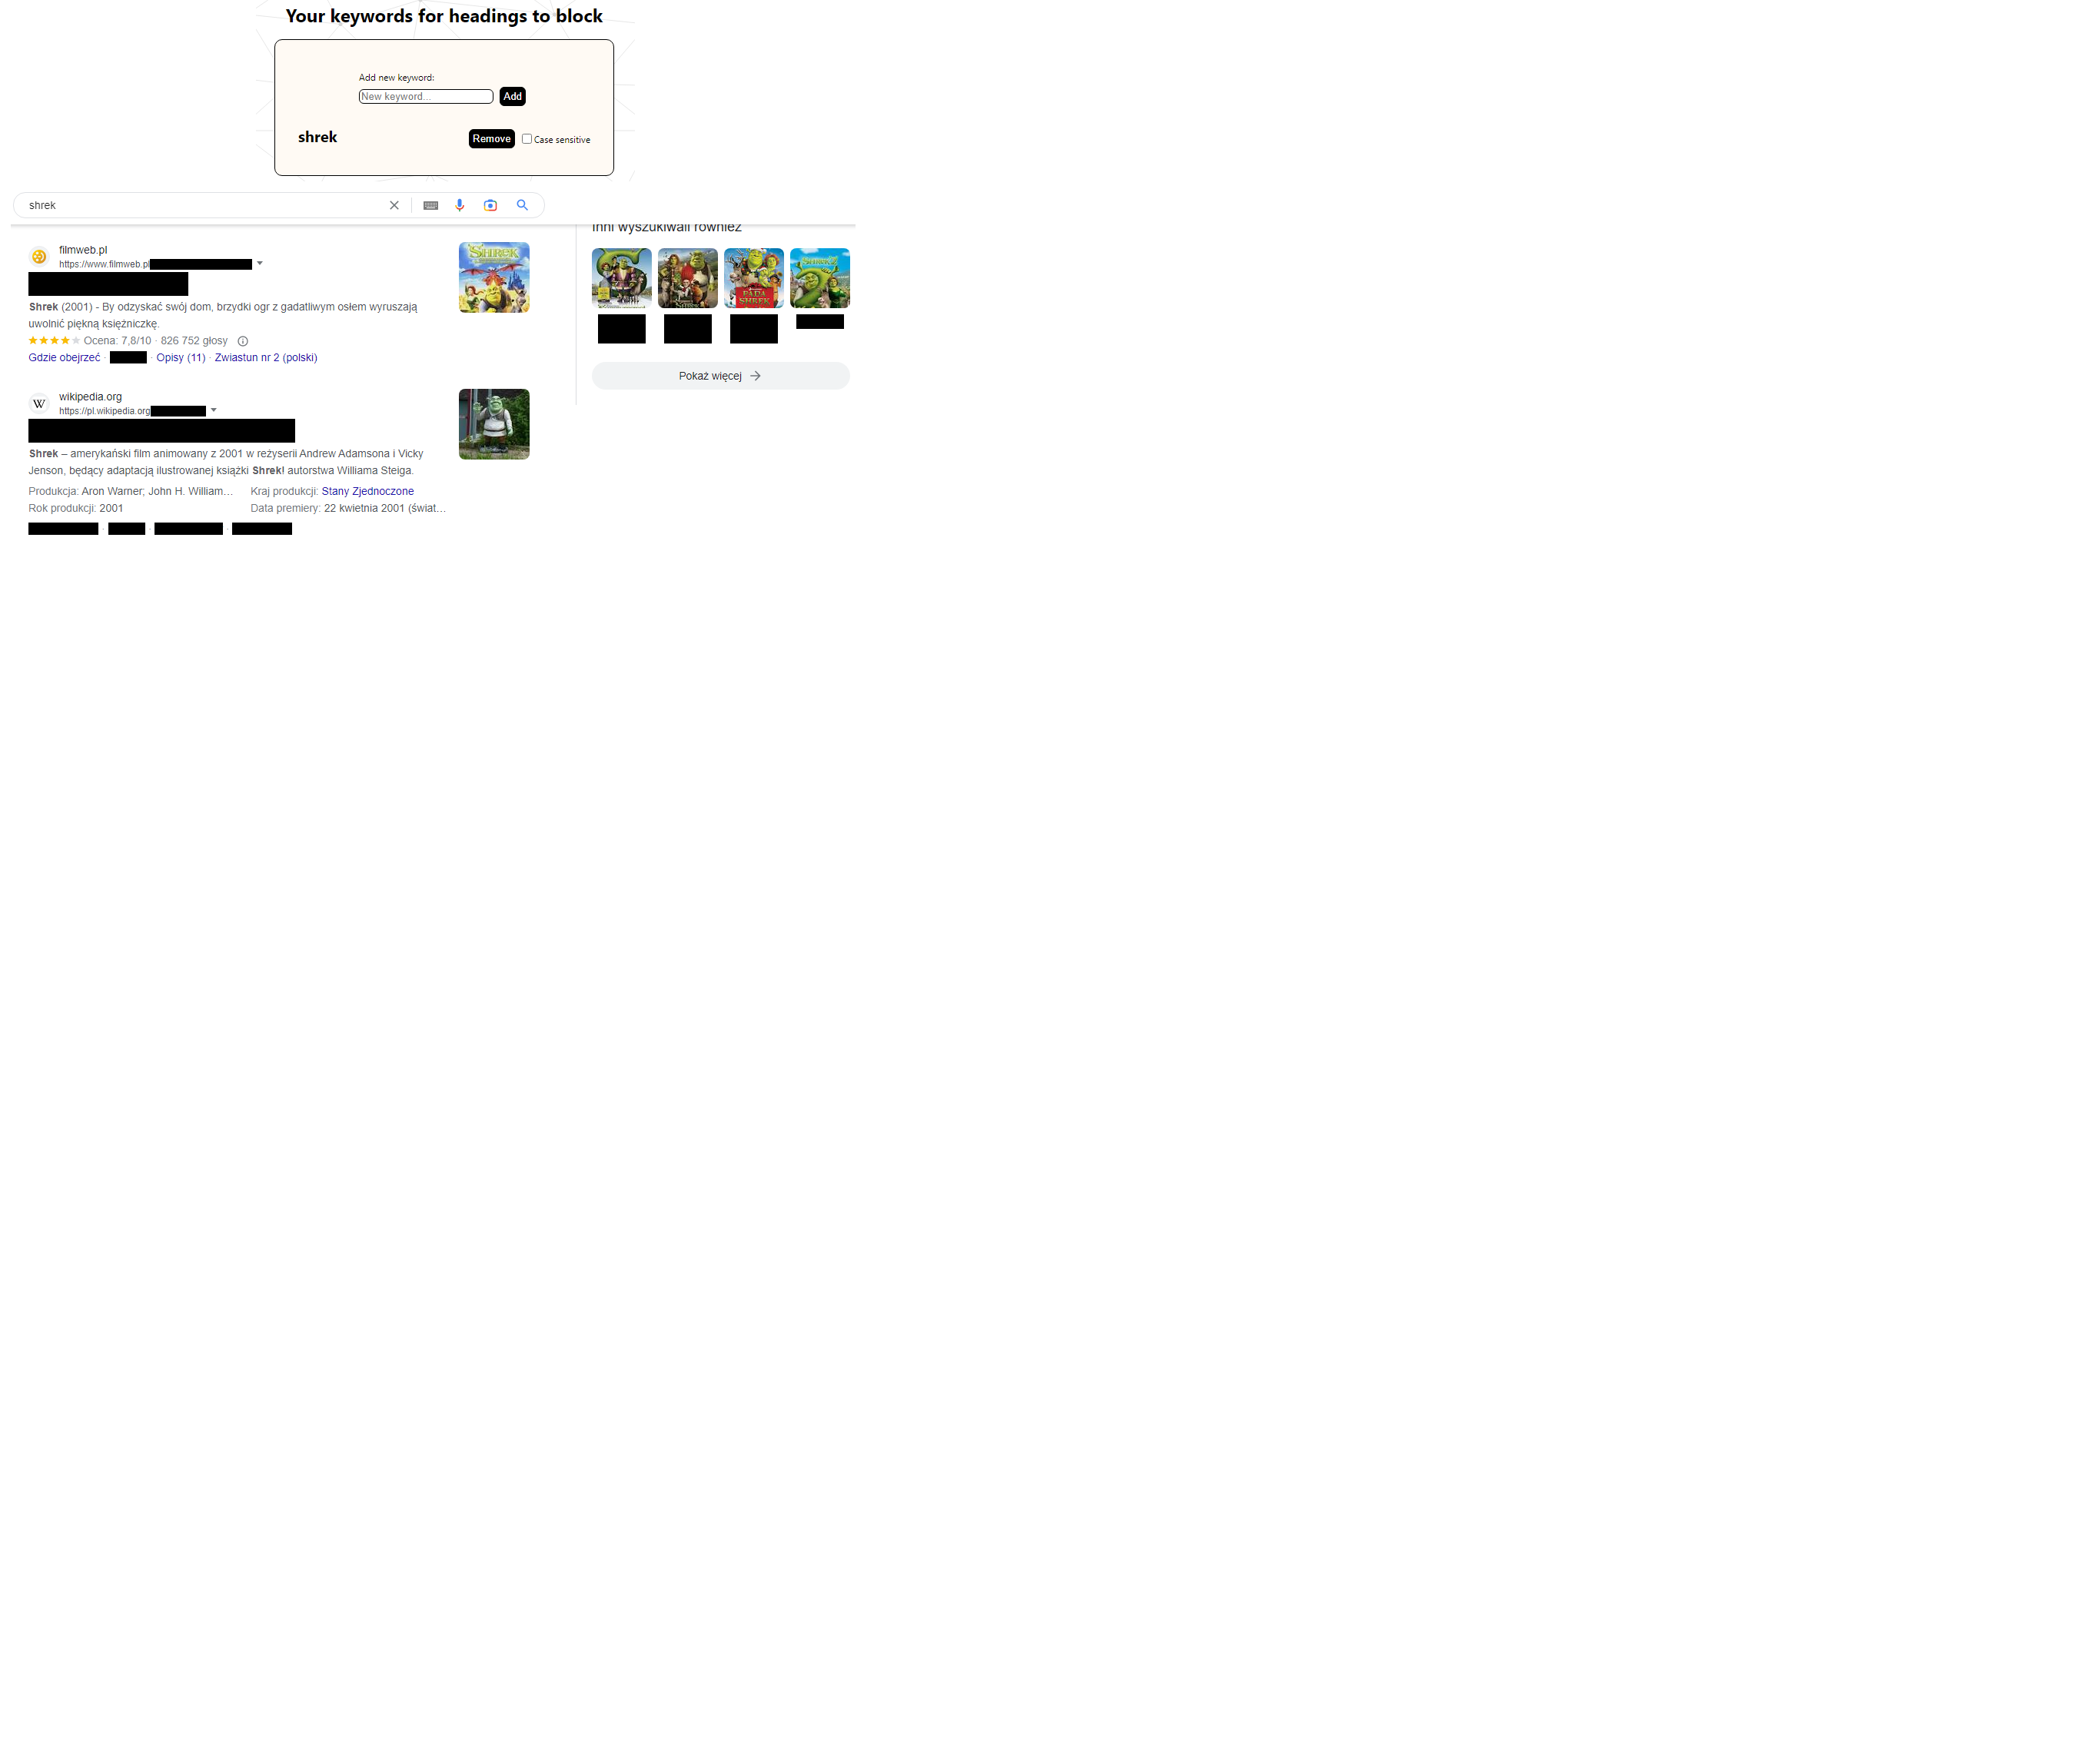 Your keywords for headings to block
Add new keyword:
New keyword...
Add
shrek
Remove
Case sensitive
shrek
filmweb.pl
https://www.filmweb.pl
Shrek (2001) - By odzyskać swój dom, brzydki ogr z gadatliwym osłem wyruszają
uwolnić piękną księżniczkę.
Ocena: 7,8/10 · 826 752 głosy
Gdzie obejrzeć · · Opisy (11) · Zwiastun nr 2 (polski)
SHREK
wikipedia.org
https://pl.wikipedia.org
W
Shrek – amerykański film animowany z 2001 w reżyserii Andrew Adamsona i Vicky
Jenson, będący adaptacją ilustrowanej książki Shrek! autorstwa Williama Steiga.
Produkcja: Aron Warner; John H. William… Kraj produkcji: Stany Zjednoczone
Rok produkcji: 2001 Data premiery: 22 kwietnia 2001 (świat…
Inni wyszukiwali również
PADA
SHREK
SHREK 2
Pokaż więcej